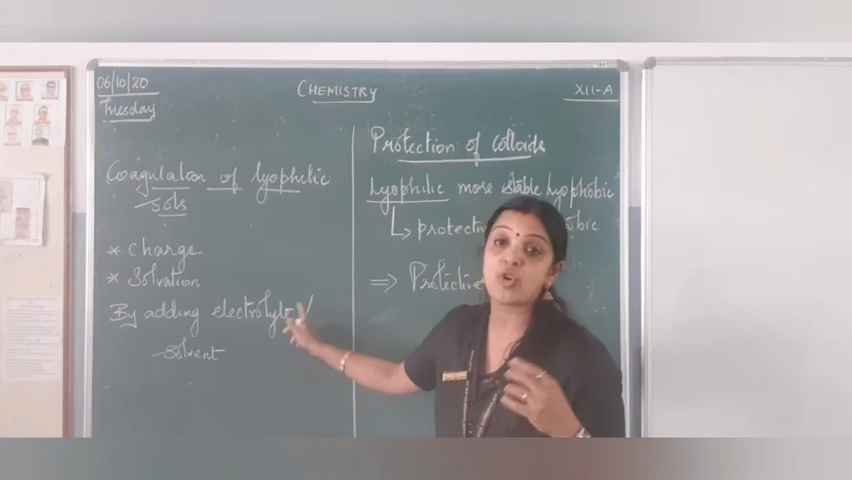 06/10/20
Tuesday
CHEMISTRY
XII-A
Coagulation of lyophilic
sols
* Charge
* Solvation
By adding electrolyte/
solvent
Protection of colloids
Lyophilic more stable lyophobic
↳ protecti
⇒ Protective